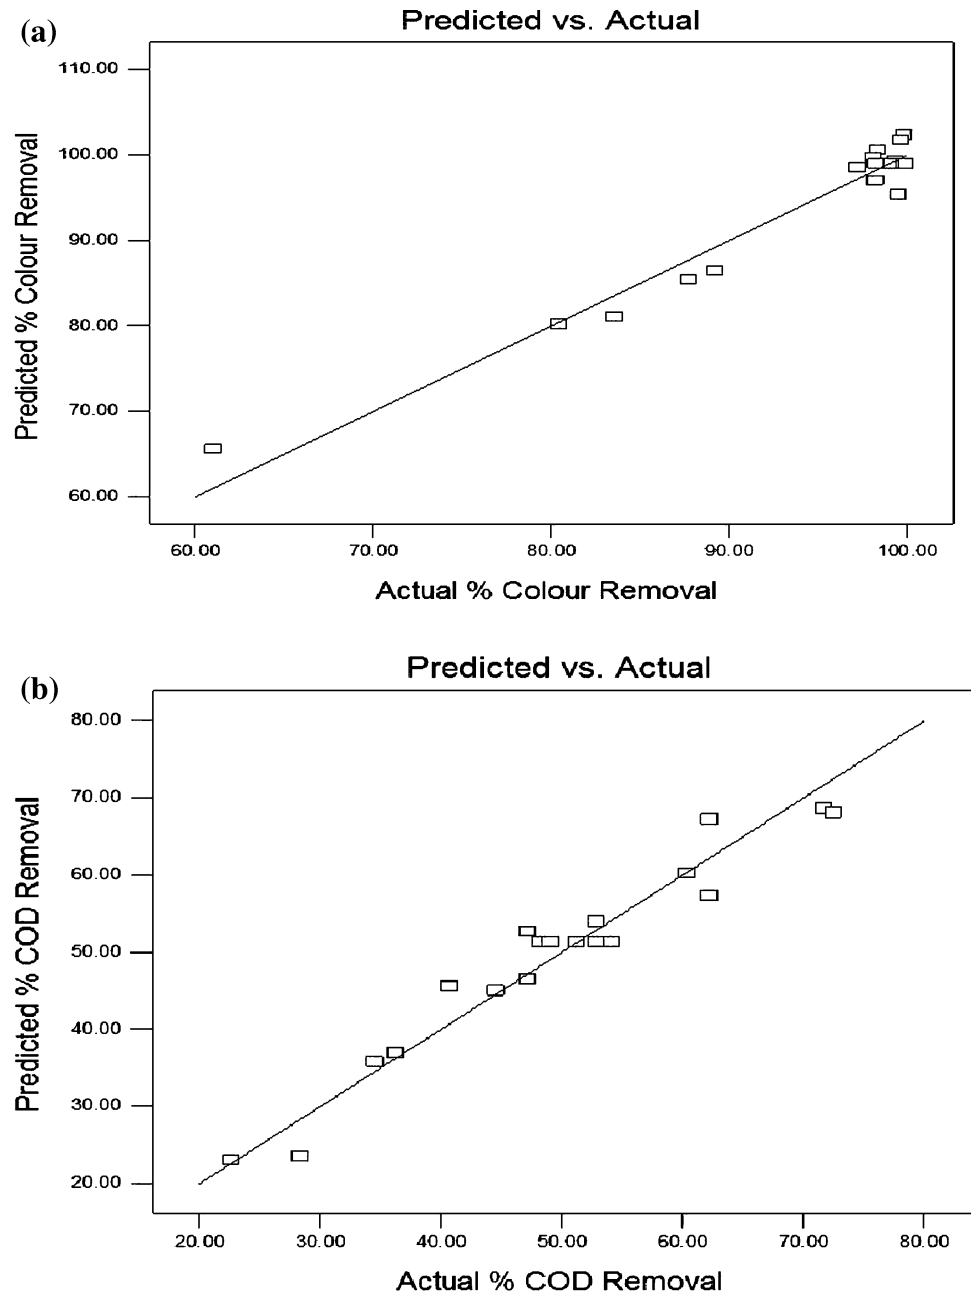 (a)
Predicted vs. Actual
110.00
100.00
90.00
80.00
70.00
60.00
Predicted % Colour Removal
60.00 70.00 80.00 90.00 100.00
Actual % Colour Removal
(b)
Predicted vs. Actual
80.00
70.00
60.00
50.00
40.00
30.00
20.00
Predicted % COD Removal
20.00 30.00 40.00 50.00 60.00 70.00 80.00
Actual % COD Removal